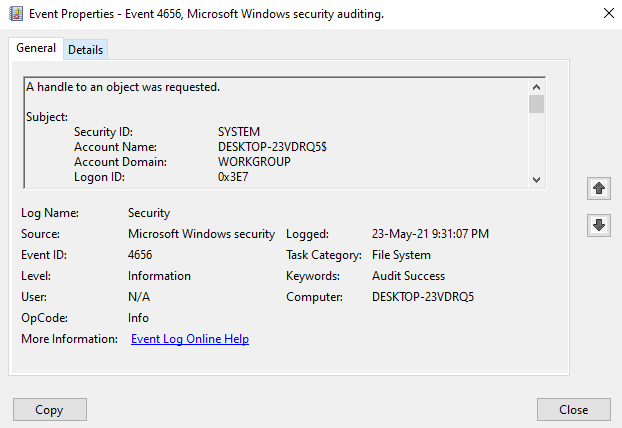 Event Properties - Event 4656, Microsoft Windows security auditing.
General Details
A handle to an object was requested.
Subject:
Security ID: SYSTEM
Account Name: DESKTOP-23VDRQ5$
Account Domain: WORKGROUP
Logon ID: 0x3E7
Log Name: Security
Source: Microsoft Windows security Logged: 23-May-21 9:31:07 PM
Event ID: 4656 Task Category: File System
Level: Information Keywords: Audit Success
User: N/A Computer: DESKTOP-23VDRQ5
OpCode: Info
More Information: Event Log Online Help
Copy Close